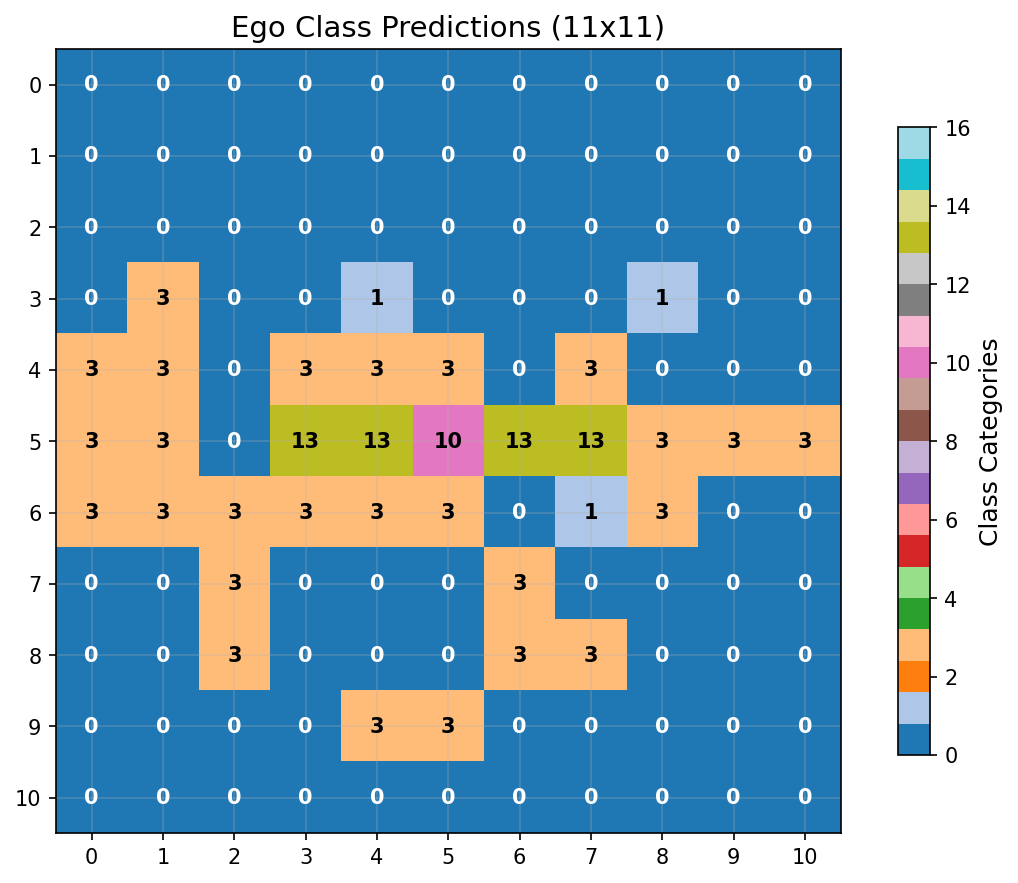 Ego Class Predictions (11x11)
0 0 0 0 0 0 0 0 0 0 0 0
1 0 0 0 0 0 0 0 0 0 0 0
2 0 0 0 0 0 0 0 0 0 0 0
3 0 3 0 0 1 0 0 0 1 0 0
4 3 3 0 3 3 3 0 3 0 0 0
5 3 3 0 13 13 10 13 13 3 3 3
6 3 3 3 3 3 3 0 1 3 0 0
7 0 0 3 0 0 0 3 0 0 0 0
8 0 0 3 0 0 0 3 3 0 0 0
9 0 0 0 0 3 3 0 0 0 0 0
10 0 0 0 0 0 0 0 0 0 0 0
0 1 2 3 4 5 6 7 8 9 10
16
14
12
10
8
6
4
2
0
Class Categories